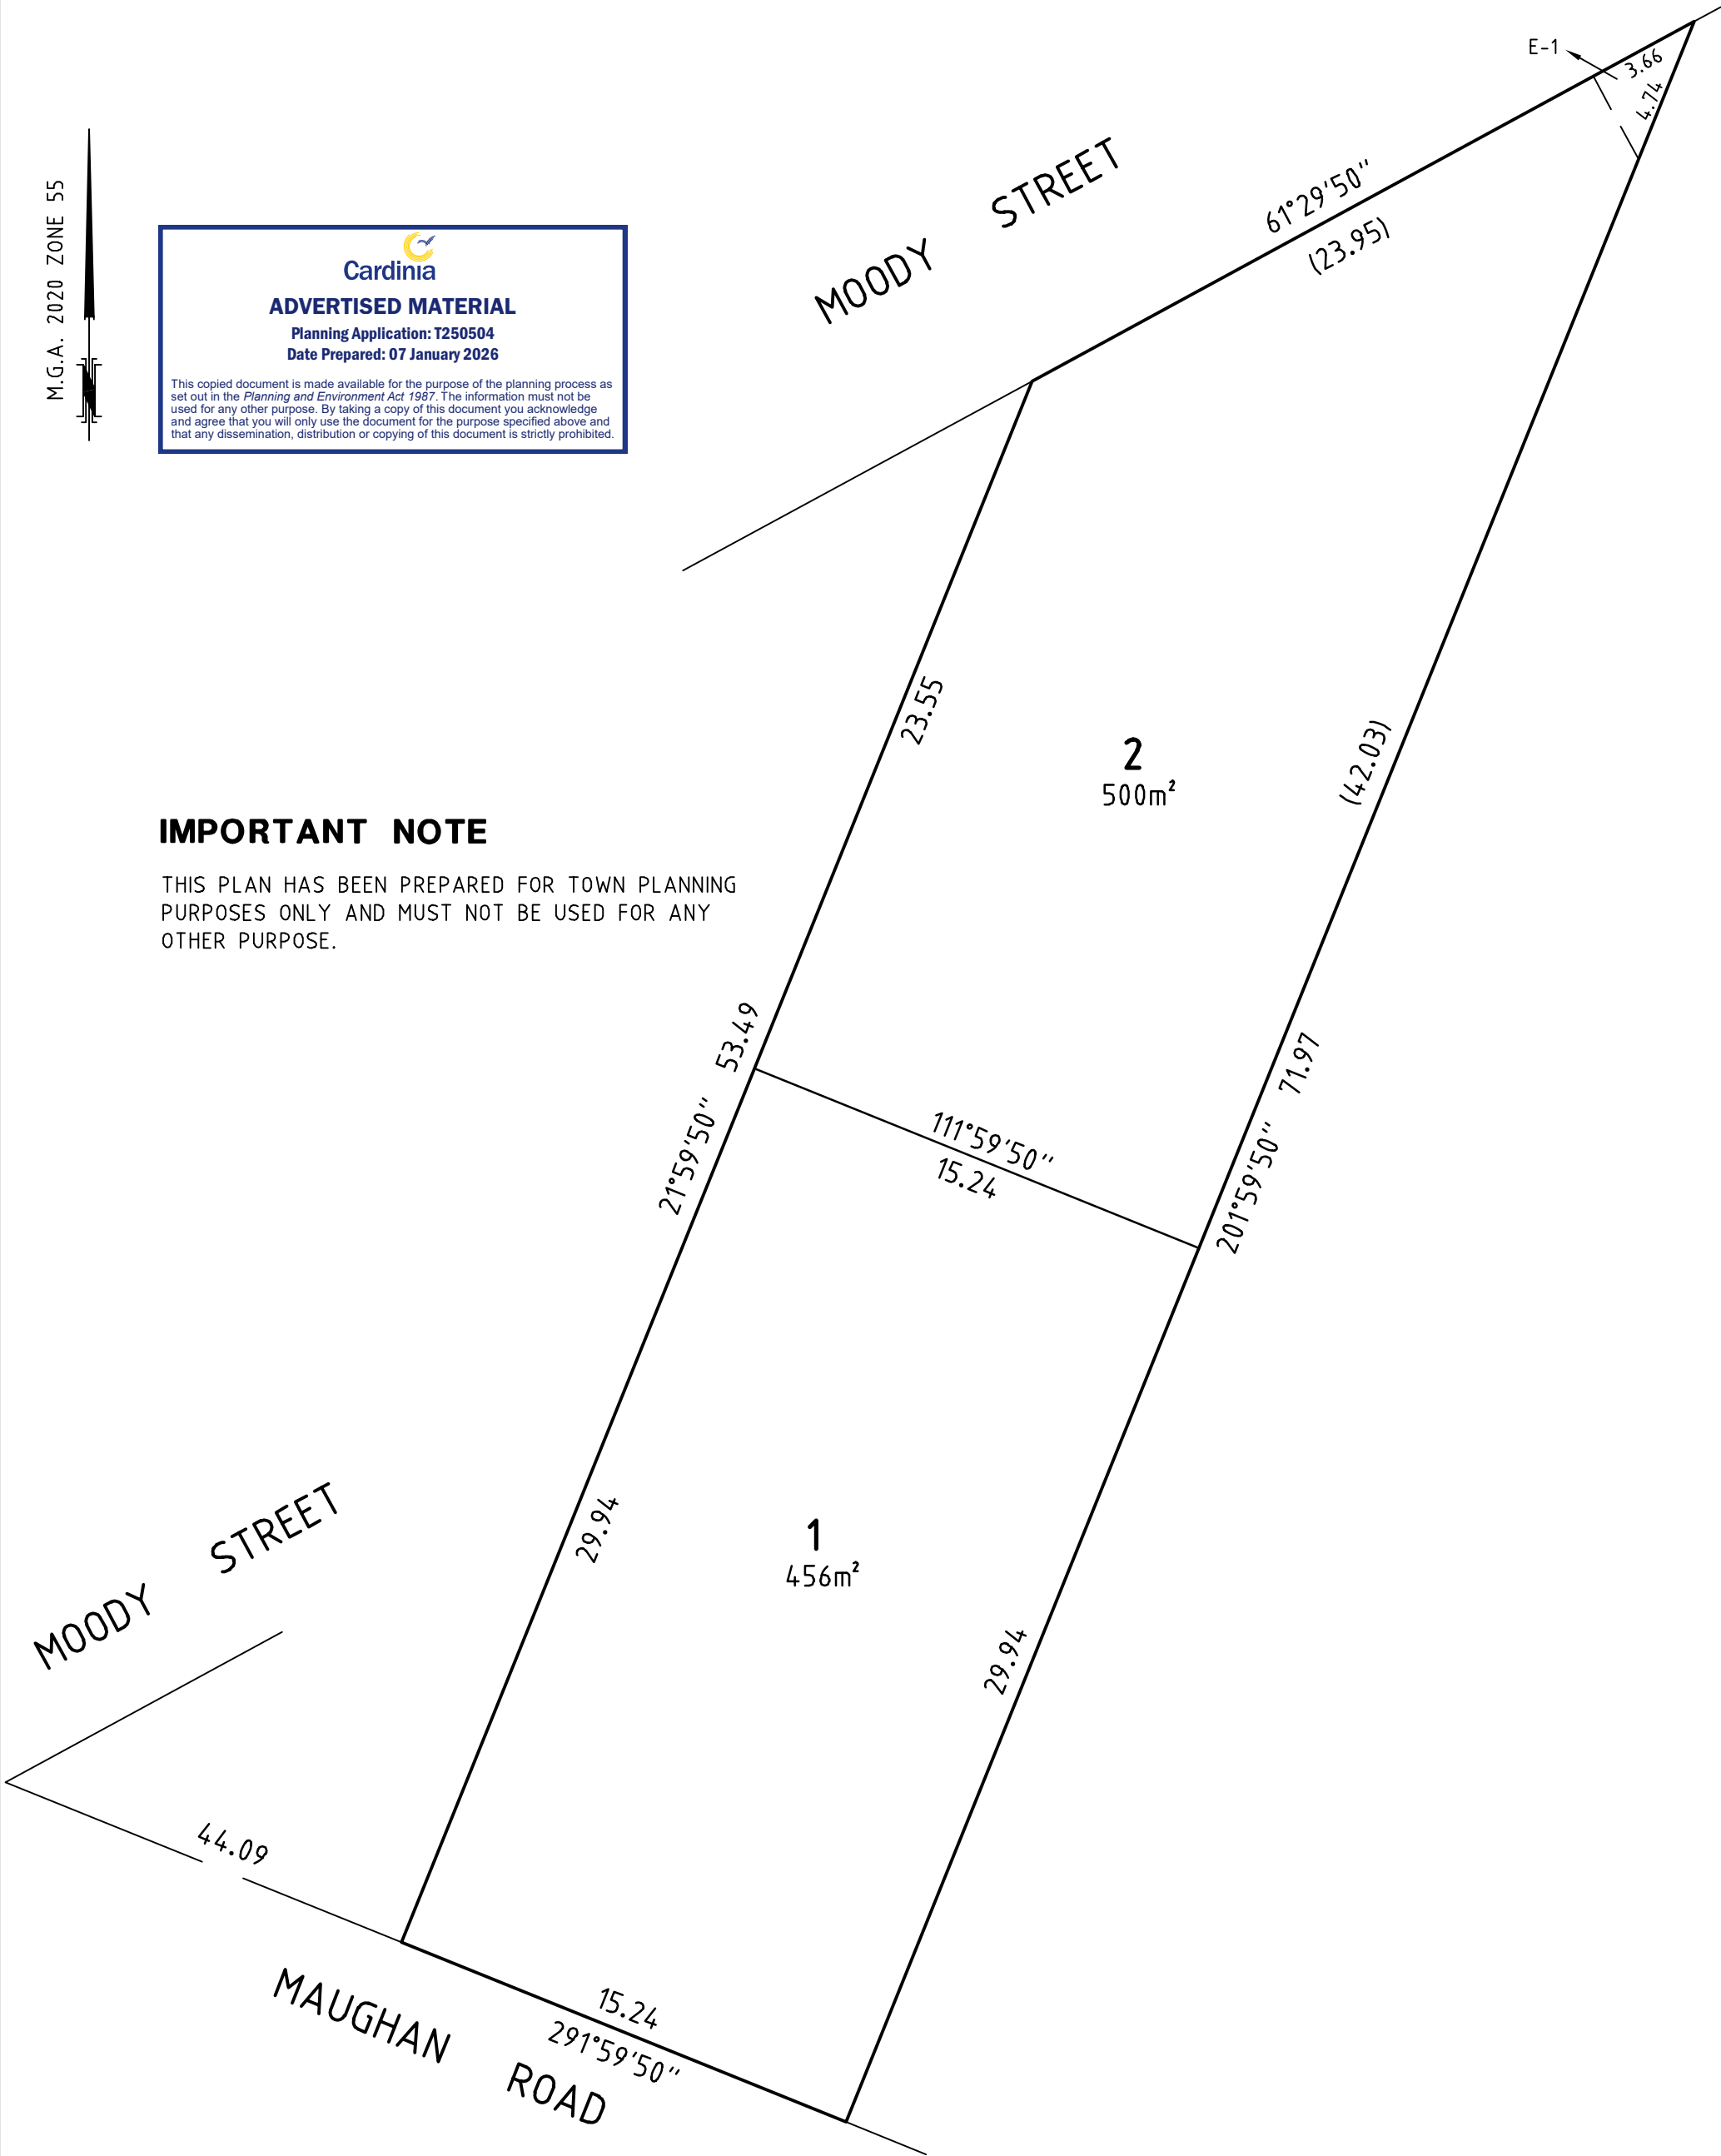 E-1
3.66
4.74
MOODY STREET
61°29'50"
(23.95)
M.G.A. 2020 ZONE 55
N
Cardinia
ADVERTISED MATERIAL
Planning Application: T250504
Date Prepared: 07 January 2026
This copied document is made available for the purpose of the planning process as
set out in the Planning and Environment Act 1987. The information must not be
used for any other purpose. By taking a copy of this document you acknowledge
and agree that you will only use the document for the purpose specified above and
that any dissemination, distribution or copying of this document is strictly prohibited.
23.55
2
500m²
(42.03)
IMPORTANT NOTE
THIS PLAN HAS BEEN PREPARED FOR TOWN PLANNING
PURPOSES ONLY AND MUST NOT BE USED FOR ANY
OTHER PURPOSE.
21°59'50" 53.49
111°59'50"
15.24
201°59'50" 71.97
29.94
1
456m²
29.94
MOODY STREET
44.09
15.24
291°59'50"
MAUGHAN ROAD